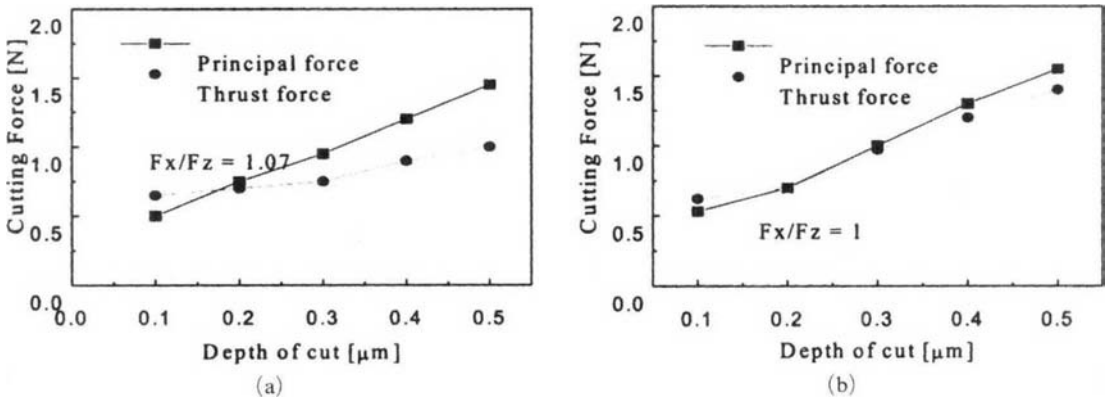 2.0
1.5
1.0
0.5
0.0
Cutting Force [N]
Principal force
Thrust force
Fx/Fz = 1.07
0.0 0.1 0.2 0.3 0.4 0.5
Depth of cut [μm]
(a)
2.0
1.5
1.0
0.5
0.0
Cutting Force [N]
Principal force
Thrust force
Fx/Fz = 1
0.1 0.2 0.3 0.4 0.5
Depth of cut [μm]
(b)